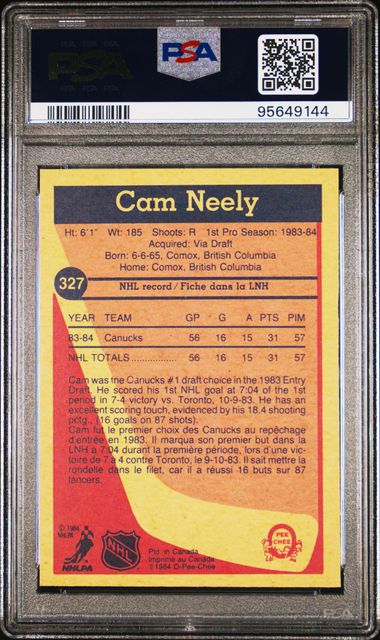 PSA
PSA
95649144
Cam Neely
Ht: 6'1" Wt: 185 Shoots: R 1st Pro Season: 1983-84
Acquired: Via Draft
Born: 6-6-65, Comox, British Columbia
Home: Comox, British Columbia
327 NHL record/Fiche dans la LNH
YEAR TEAM GP G A PTS PIM
83-84 Canucks 56 16 15 31 57
NHL TOTALS 56 16 15 31 57
Cam was the Canucks #1 draft choice in the 1983 Entry
Draft. He scored his 1st NHL goal at 7:04 of the 1st
period in 7-4 victory vs. Toronto, 10-9-83. He has an
excellent scoring touch, evidenced by his 18.4 shooting
pctg., (16 goals on 87 shots).
Cam fut le premier choix des Canucks au repêchage
d'entrée en 1983. Il marqua son premier but dans la
LNH à 7:04 durant la première période, lors d'une vic-
toire de 7 à 4 contre Toronto, le 9-10-83. Il sait mettre la
rondelle dans le filet, car il a réussi 16 buts sur 87
lancers.
© 1984
NHLPA
NHLPA
NHL
Ptd. in Canada
Imprimé au Canada
© 1984 O-Pee-Chee
O
PEE
CHEE
PSA